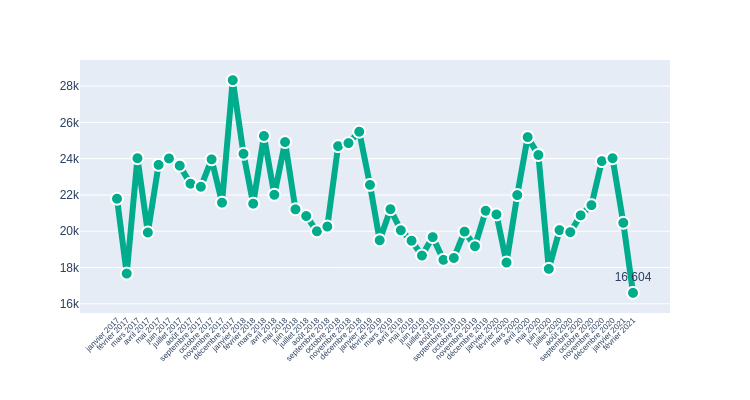 28k
26k
24k
22k
20k
18k
16k
16,604
janvier 2017
février 2017
mars 2017
avril 2017
mai 2017
juin 2017
juillet 2017
août 2017
septembre 2017
octobre 2017
novembre 2017
décembre 2017
janvier 2018
février 2018
mars 2018
avril 2018
mai 2018
juin 2018
juillet 2018
août 2018
septembre 2018
octobre 2018
novembre 2018
décembre 2018
janvier 2019
février 2019
mars 2019
avril 2019
mai 2019
juin 2019
juillet 2019
août 2019
septembre 2019
octobre 2019
novembre 2019
décembre 2019
janvier 2020
février 2020
mars 2020
avril 2020
mai 2020
juin 2020
juillet 2020
août 2020
septembre 2020
octobre 2020
novembre 2020
décembre 2020
janvier 2021
février 2021